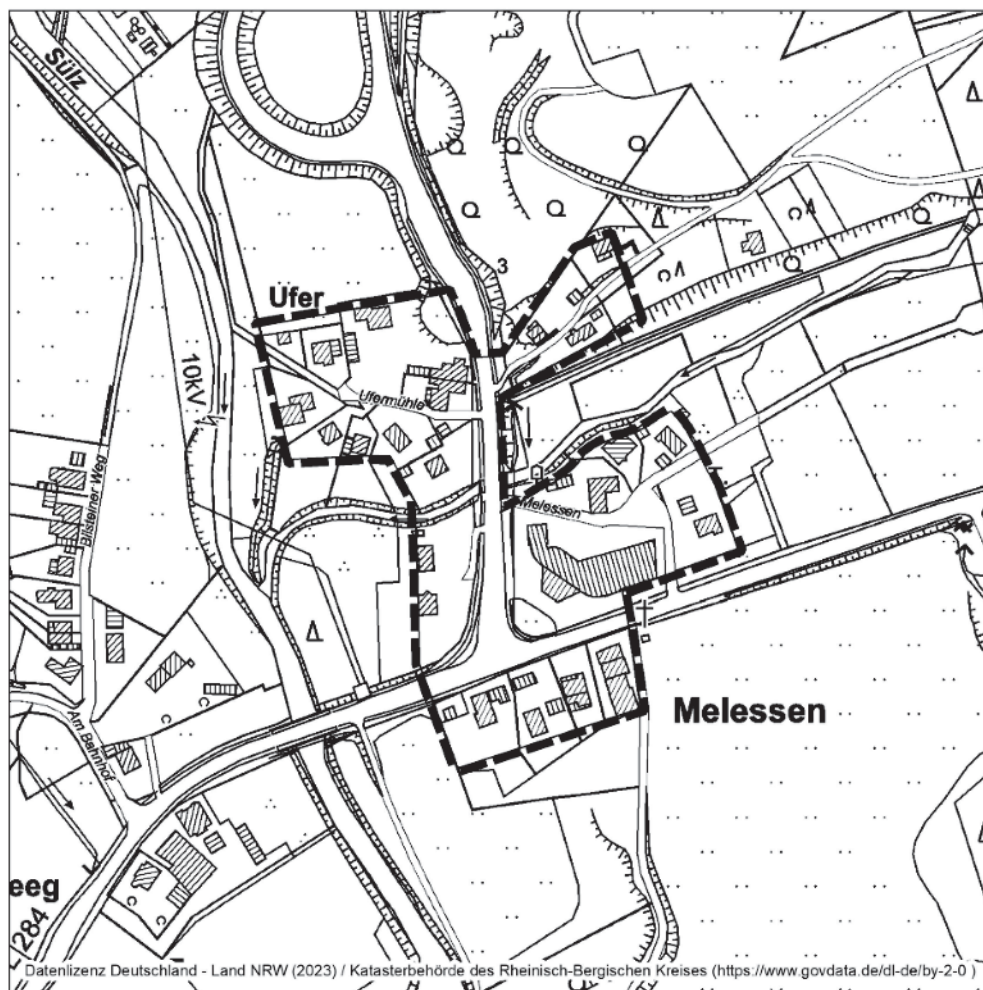 Sülz
3
Ufer
10kV
Ufermühle
Bilsteiner Weg
Melessen
Melessen
Am Bahnhof
eeg
L 284
Datenlizenz Deutschland - Land NRW (2023) / Katasterbehörde des Rheinisch-Bergischen Kreises (https://www.govdata.de/dl-de/by-2-0 )